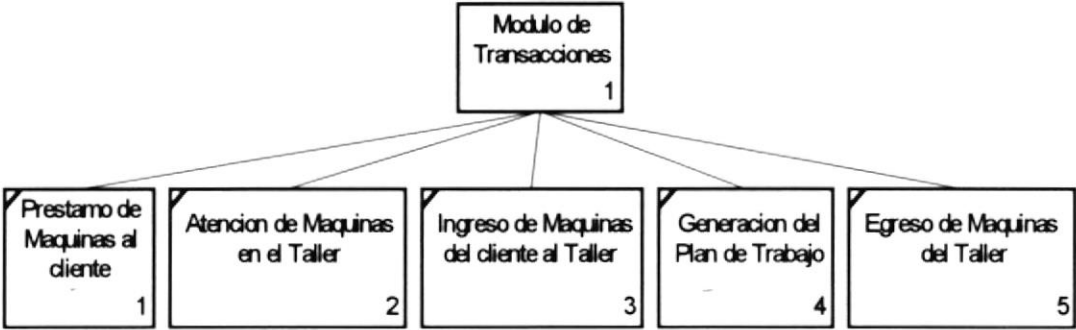 Modulo de
Transacciones
1
Prestamo de
Maquinas al
cliente
1
Atencion de Maquinas
en el Taller
2
Ingreso de Maquinas
del cliente al Taller
3
Generacion del
Plan de Trabajo
4
Egreso de Maquinas
del Taller
5